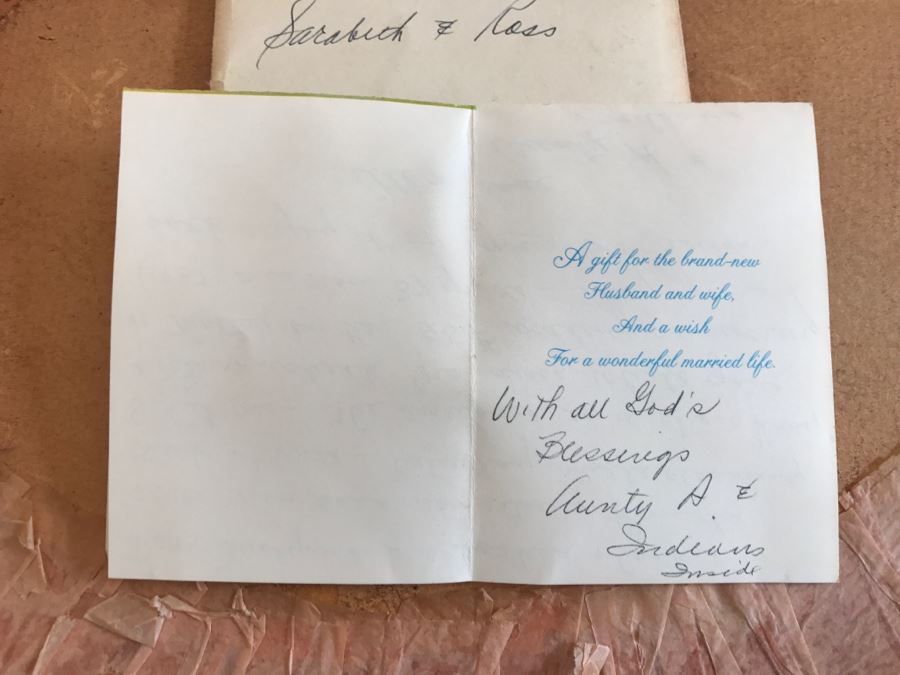 Sarabeth & Ross
A gift for the brand-new
Husband and wife,
And a wish
For a wonderful married life.
With all God's
Blessings
Aunty A. &
Indians
Inside